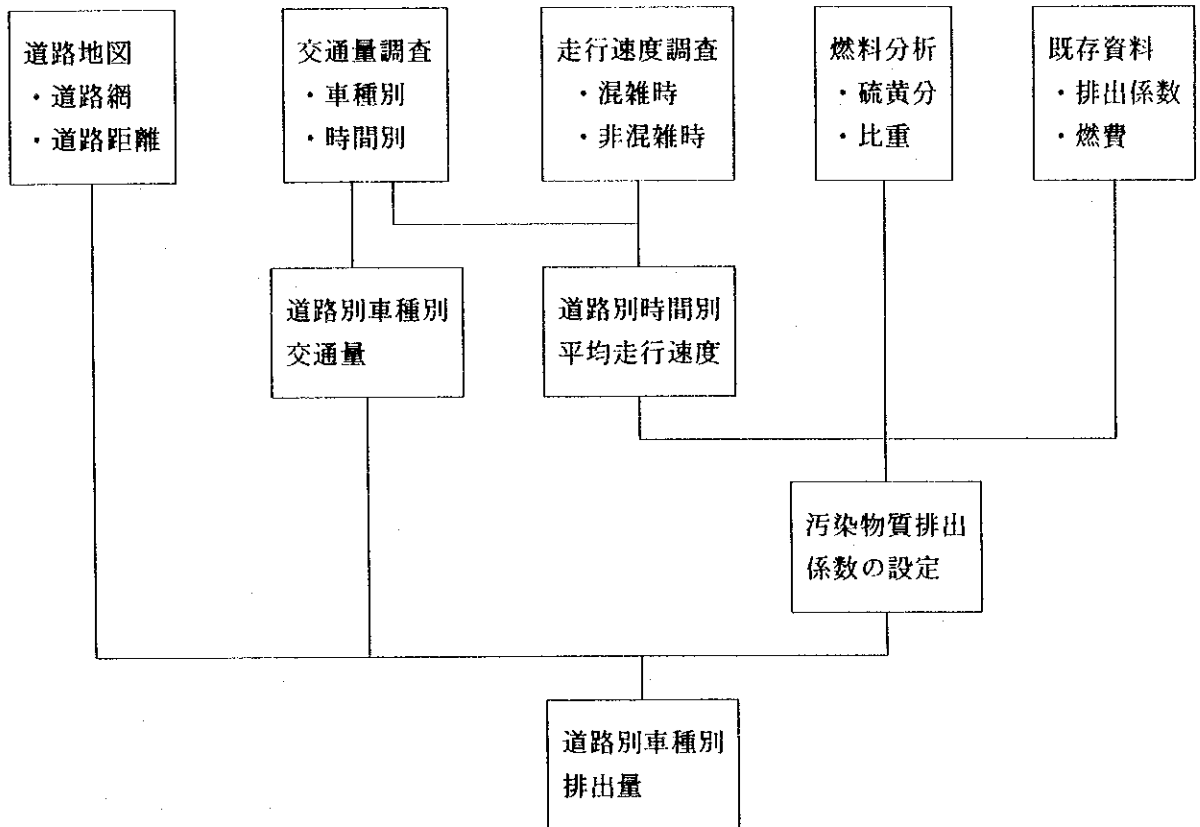 道路地図
・道路網
・道路距離
交通量調査
・車種別
・時間別
走行速度調査
・混雑時
・非混雑時
燃料分析
・硫黄分
・比重
既存資料
・排出係数
・燃費
道路別車種別
交通量
道路別時間別
平均走行速度
汚染物質排出
係数の設定
道路別車種別
排出量